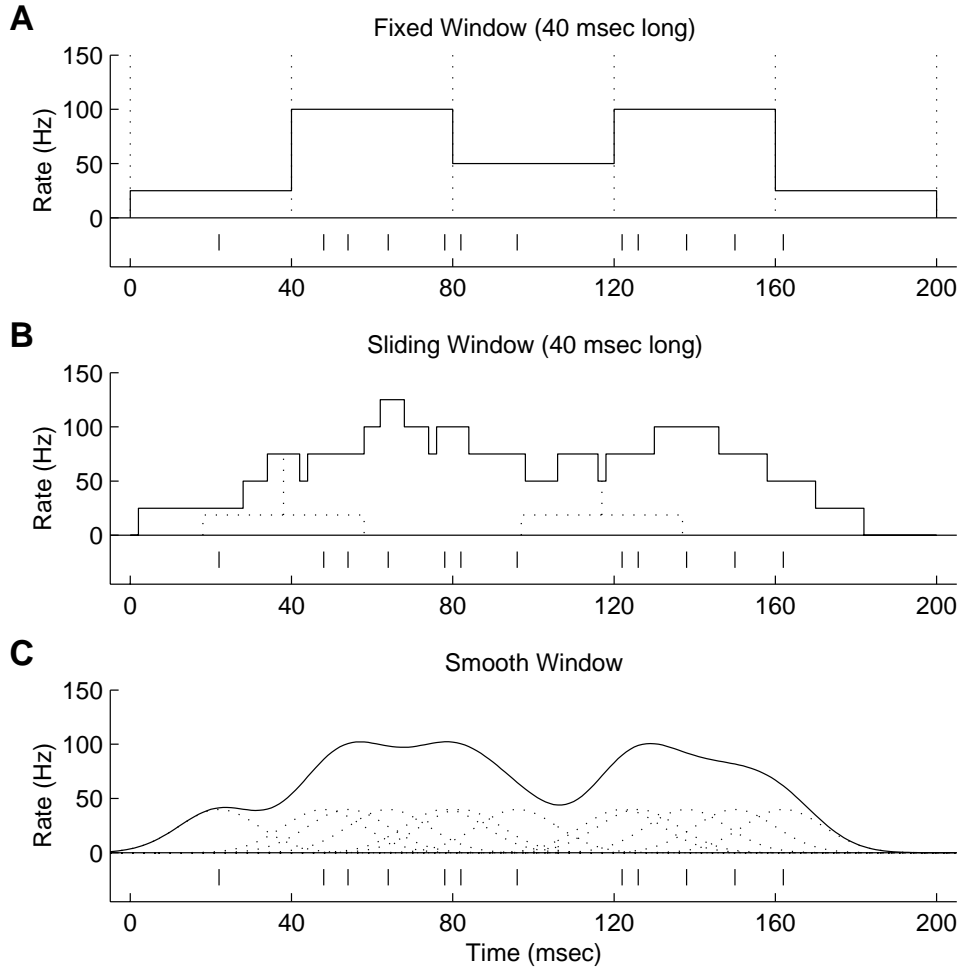 A
Fixed Window (40 msec long)
150
100
50
0
Rate (Hz)
0 40 80 120 160 200
B
Sliding Window (40 msec long)
150
100
50
0
Rate (Hz)
0 40 80 120 160 200
C
Smooth Window
150
100
50
0
Rate (Hz)
0 40 80 120 160 200
Time (msec)